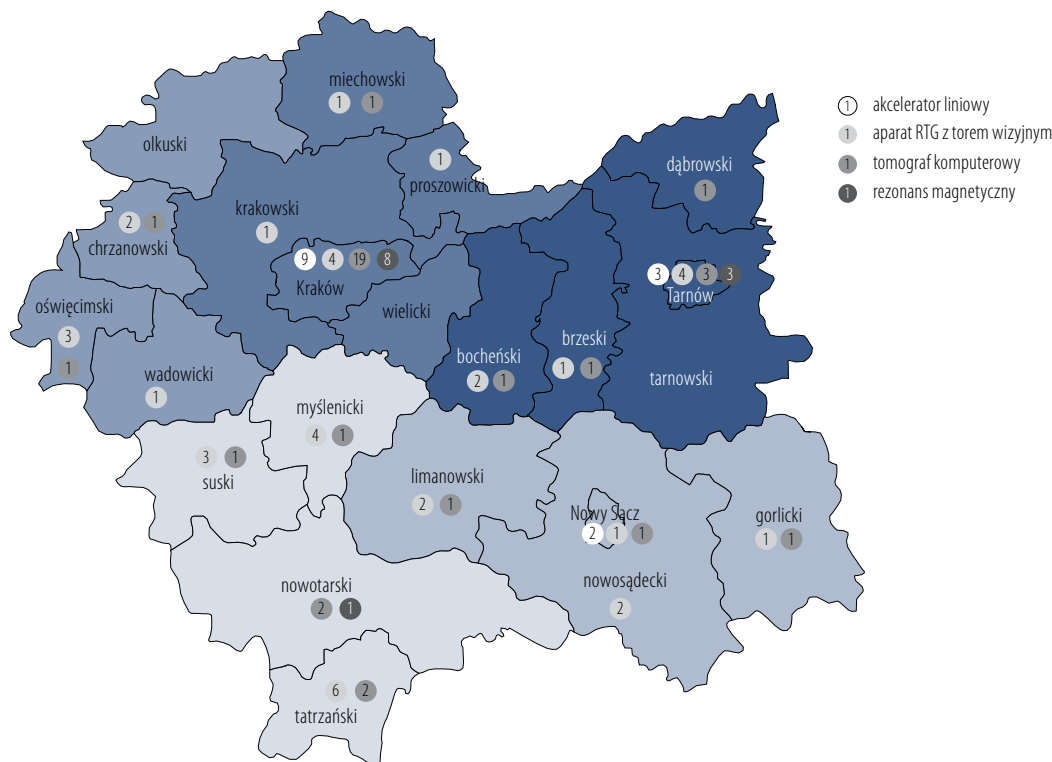 miechowski
1 1
olkuski
1
proszowicki
dąbrowski
1
krakowski
1
2 1
chrzanowski
9 4 19 8
Kraków
3 4 3 3
Tarnów
oświęcimski
3
1
wielicki
brzeski
1 1
bocheński
2 1
wadowicki
1
tarnowski
myślenicki
4 1
3 1
suski
limanowski
2 1
Nowy Sącz
2 1 1
gorlicki
1 1
nowosądecki
2
nowotarski
2 1
6 2
tatrzański
1 akcelerator liniowy
1 aparat RTG z torem wizyjnym
1 tomograf komputerowy
1 rezonans magnetyczny